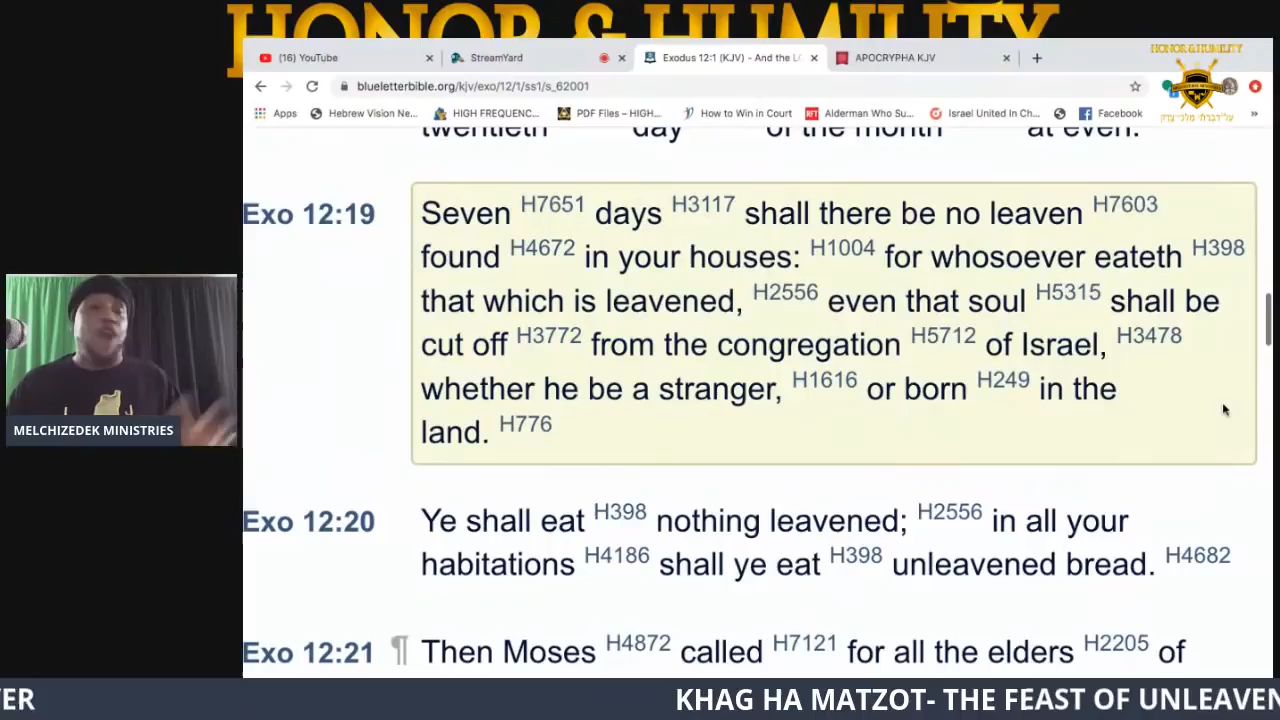 HONOR & HUMILITY
(16) YouTube
StreamYard
Exodus 12:1 (KJV) - And the L
APOCRYPHA KJV
HONOR & HUMILITY
blueletterbible.org/kjv/exo/12/1/ss1/s_62001
Apps
Hebrew Vision Ne...
HIGH FREQUENC...
PDF Files – HIGH...
How to Win in Court
RFT
Alderman Who Su...
Israel United In Ch...
Facebook
twentieth day of the month at even.
Exo 12:19
Seven H7651 days H3117 shall there be no leaven H7603
found H4672 in your houses: H1004 for whosoever eateth H398
that which is leavened, H2556 even that soul H5315 shall be
cut off H3772 from the congregation H5712 of Israel, H3478
whether he be a stranger, H1616 or born H249 in the
land. H776
MELCHIZEDEK MINISTRIES
Exo 12:20
Ye shall eat H398 nothing leavened; H2556 in all your
habitations H4186 shall ye eat H398 unleavened bread. H4682
Exo 12:21
¶ Then Moses H4872 called H7121 for all the elders H2205 of
ER
KHAG HA MATZOT- THE FEAST OF UNLEAVEN